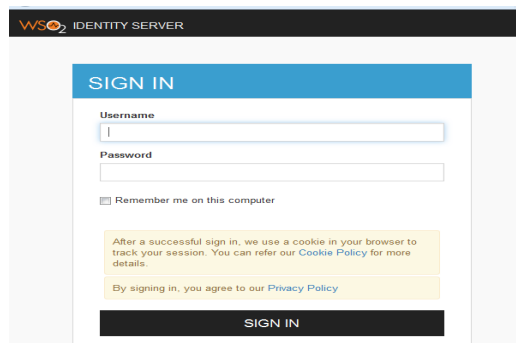 WSO2 IDENTITY SERVER
SIGN IN
Username
Password
Remember me on this computer
After a successful sign in, we use a cookie in your browser to
track your session. You can refer our Cookie Policy for more
details.
By signing in, you agree to our Privacy Policy
SIGN IN